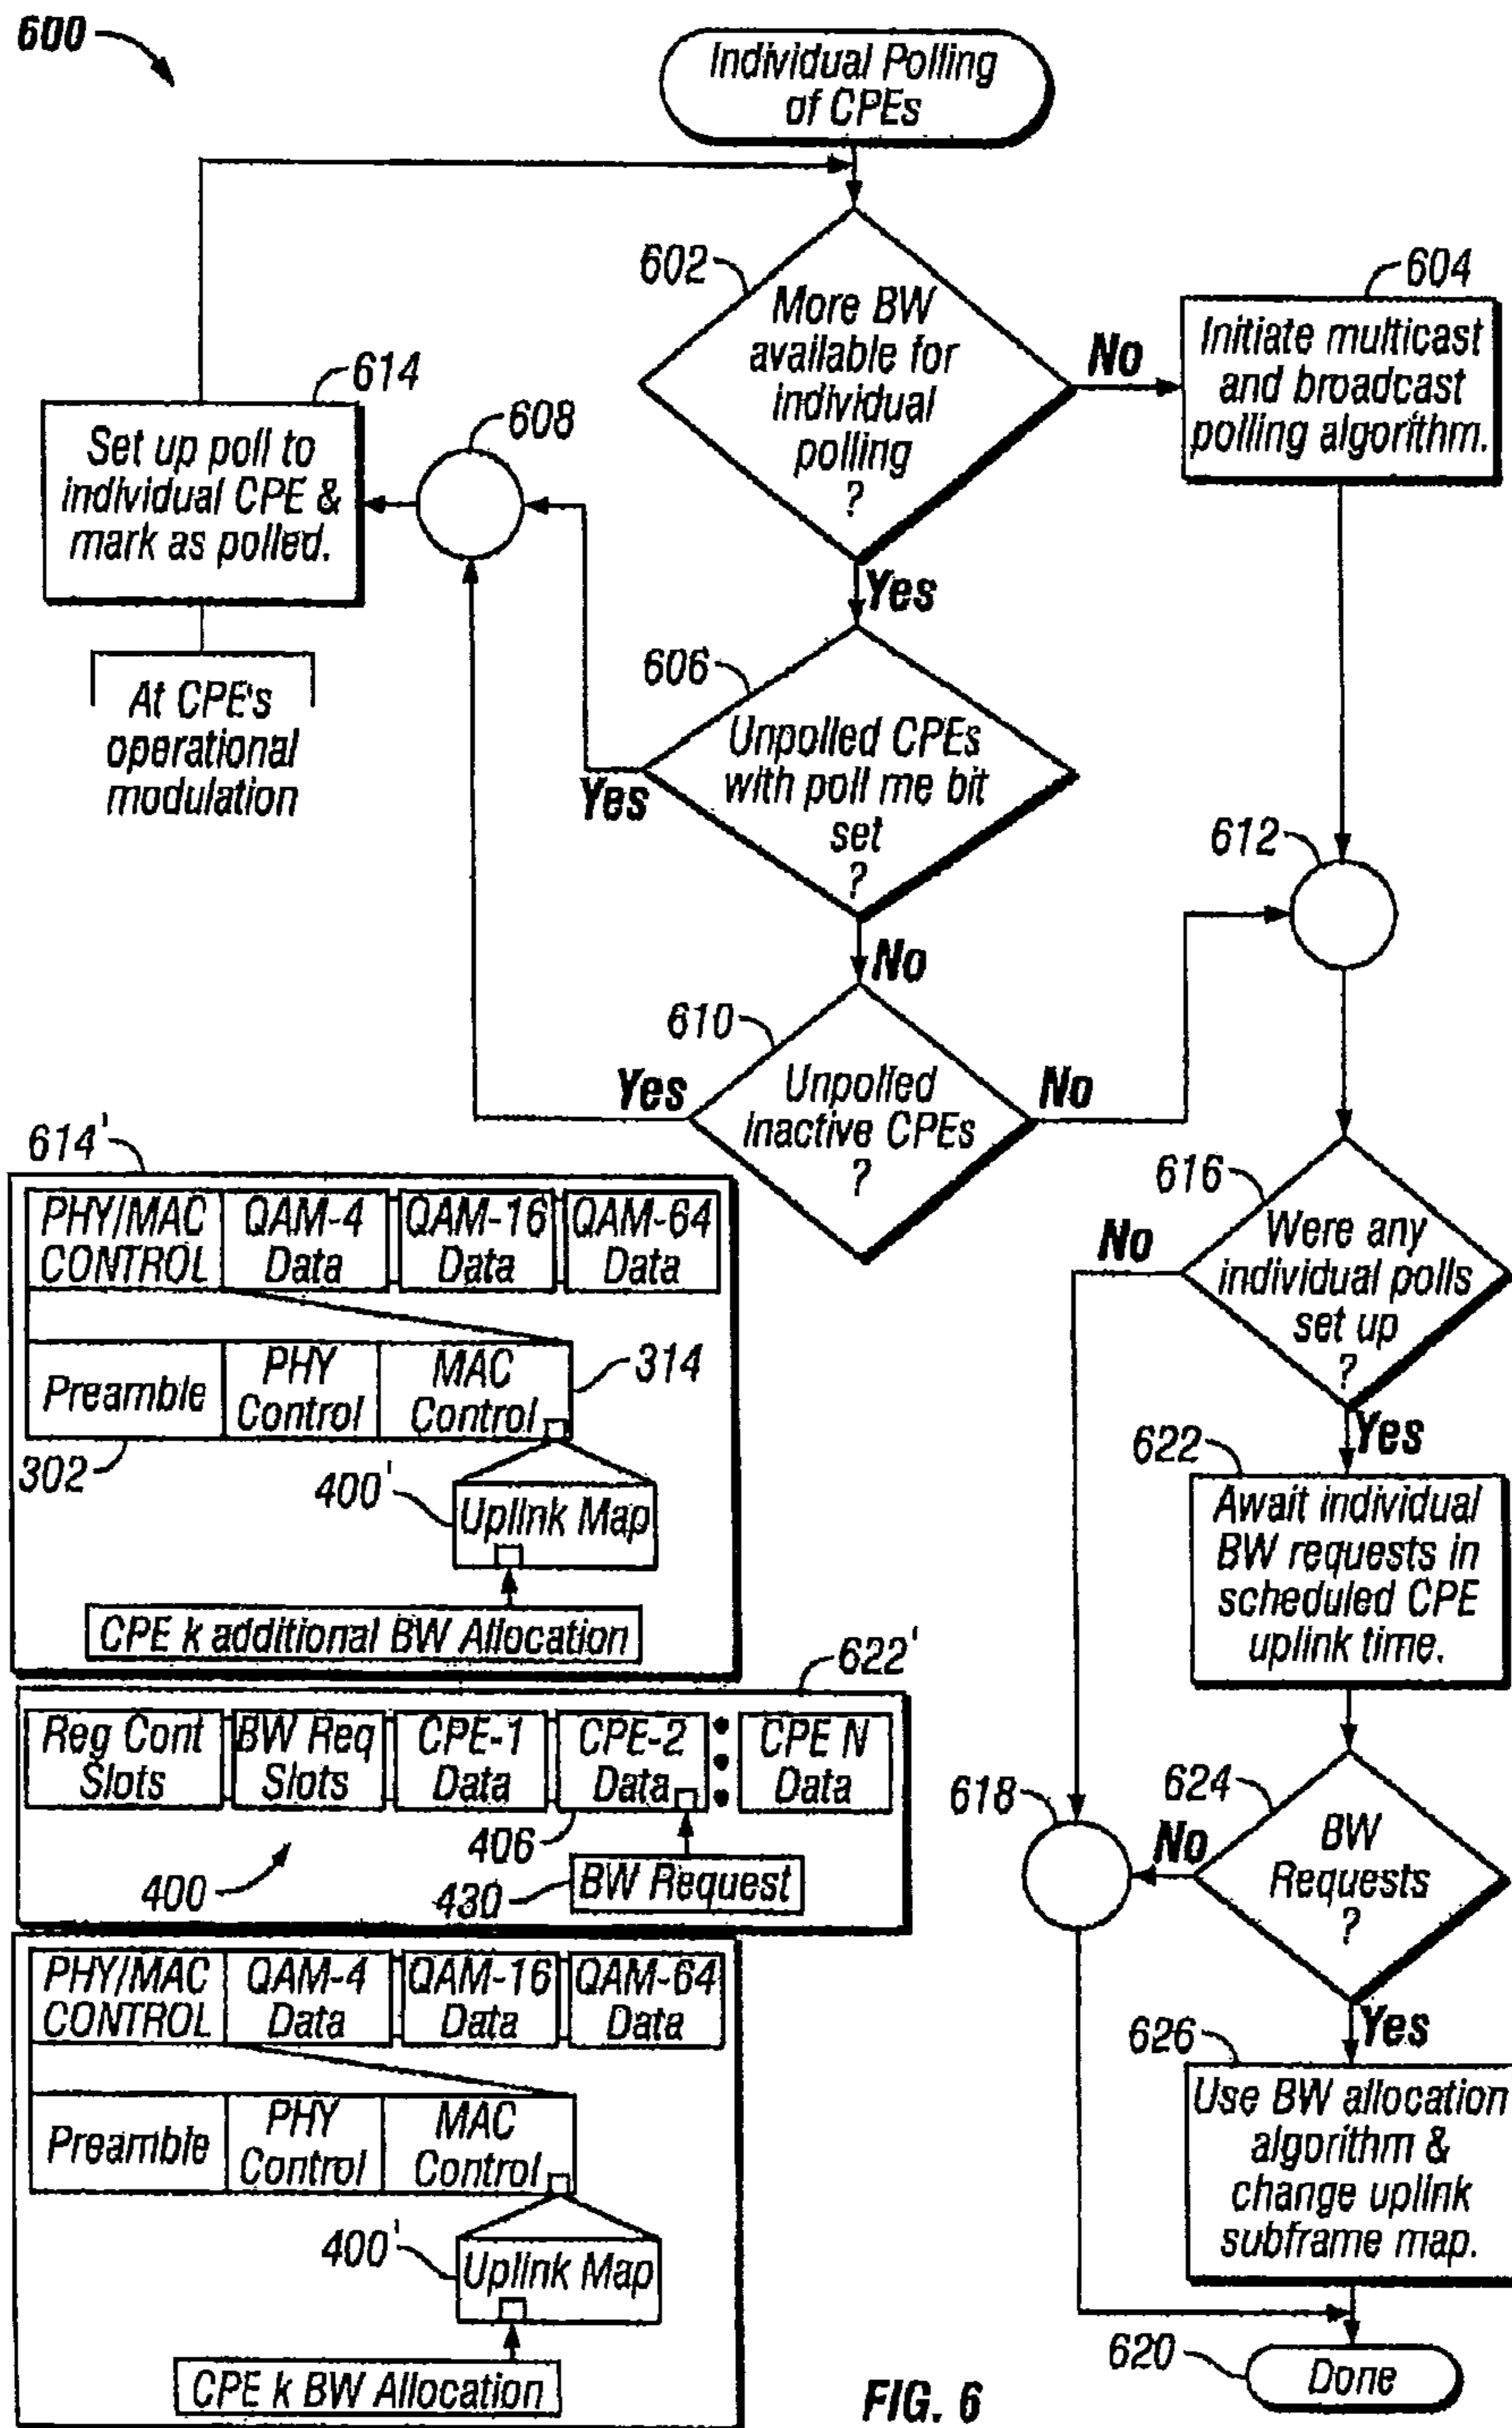 600
Individual Polling
of CPEs
602
More BW
available for
individual
polling
?
No
604
Initiate multicast
and broadcast
polling algorithm.
614
Set up poll to
individual CPE &
mark as polled.
608
Yes
At CPE's
operational
modulation
606
Unpolled CPEs
with poll me bit
set
?
Yes
No
612
610
Unpolled
inactive CPEs
?
Yes
No
616
Were any
individual polls
set up
?
No
Yes
622
Await individual
BW requests in
scheduled CPE
uplink time.
624
BW
Requests
?
No
618
Yes
626
Use BW allocation
algorithm &
change uplink
subframe map.
620
Done
614'
PHY/MAC
CONTROL
QAM-4
Data
QAM-16
Data
QAM-64
Data
Preamble
PHY
Control
MAC
Control
314
302
400'
Uplink Map
CPE k additional BW Allocation
622'
Reg Cont
Slots
BW Req
Slots
CPE-1
Data
CPE-2
Data
CPE N
Data
406
400
430
BW Request
PHY/MAC
CONTROL
QAM-4
Data
QAM-16
Data
QAM-64
Data
Preamble
PHY
Control
MAC
Control
400'
Uplink Map
CPE k BW Allocation
FIG. 6